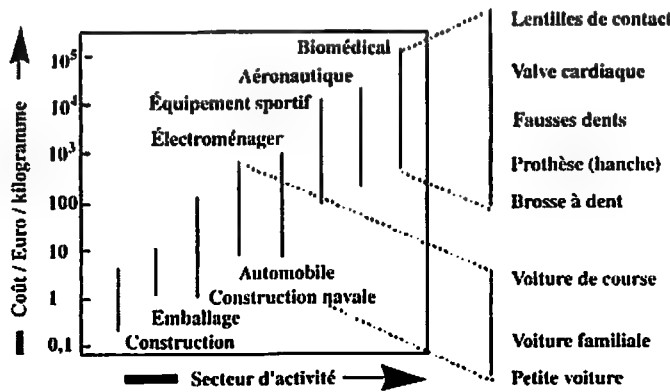 Coût / Euro / kilogramme
10⁵
10⁴
10³
100
10
1
0,1
Biomédical
Aéronautique
Équipement sportif
Électroménager
Automobile
Construction navale
Emballage
Construction
Secteur d'activité
Lentilles de contact
Valve cardiaque
Fausses dents
Prothèse (hanche)
Brosse à dent
Voiture de course
Voiture familiale
Petite voiture